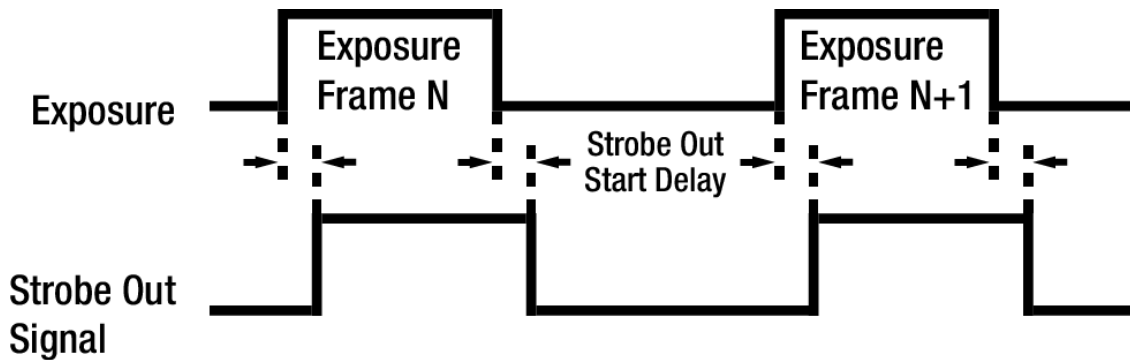 Exposure
Frame N
Exposure
Frame N+1
Exposure
Strobe Out
Start Delay
Strobe Out
Signal